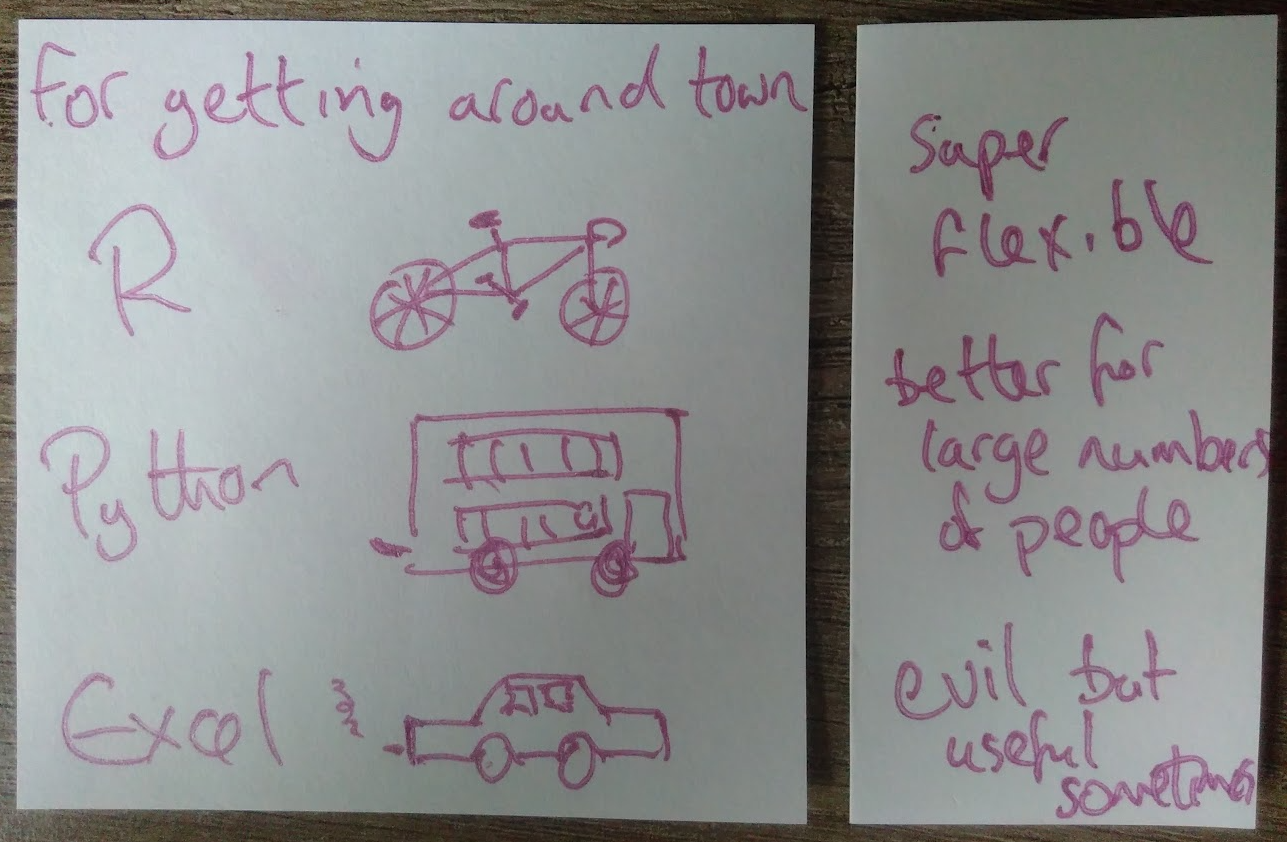 For getting around town
R
Python
Excel
super
flexible
better for
large numbers
of people
evil but
useful
sometimes